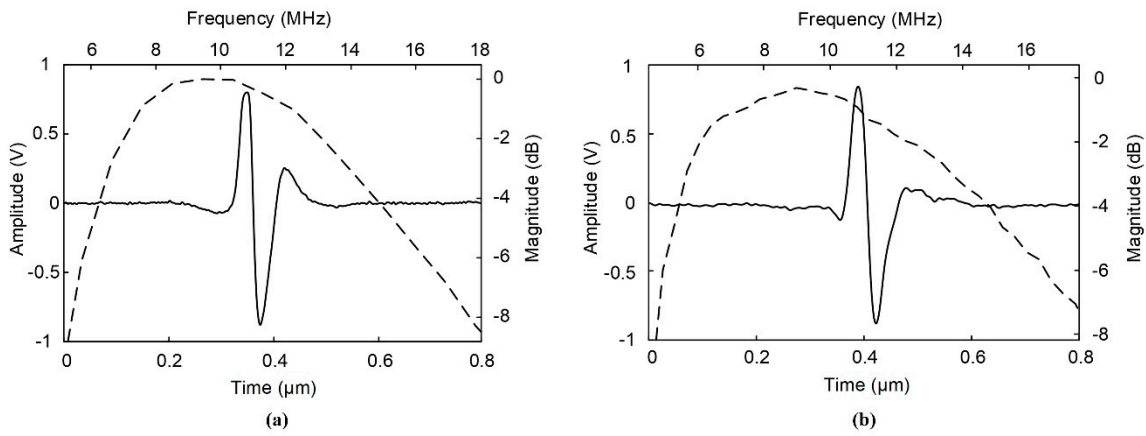 Frequency (MHz)
6 8 10 12 14 16 18
1 0.5 0 -0.5 -1
Amplitude (V)
0 -2 -4 -6 -8
Magnitude (dB)
0 0.2 0.4 0.6 0.8
Time (μm)
(a)
Frequency (MHz)
6 8 10 12 14 16
1 0.5 0 -0.5 -1
Amplitude (V)
0 -2 -4 -6 -8
Magnitude (dB)
0 0.2 0.4 0.6 0.8
Time (μm)
(b)